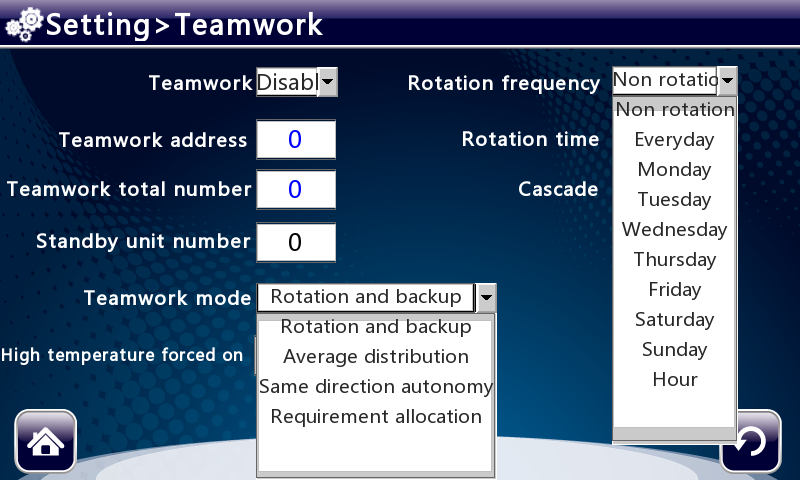 Setting>Teamwork
Teamwork Disabl
Rotation frequency Non rotatio
Non rotation
Everyday
Monday
Tuesday
Wednesday
Thursday
Friday
Saturday
Sunday
Hour
Teamwork address 0
Rotation time
Teamwork total number 0
Cascade
Standby unit number 0
Teamwork mode Rotation and backup
Rotation and backup
Average distribution
Same direction autonomy
Requirement allocation
High temperature forced on